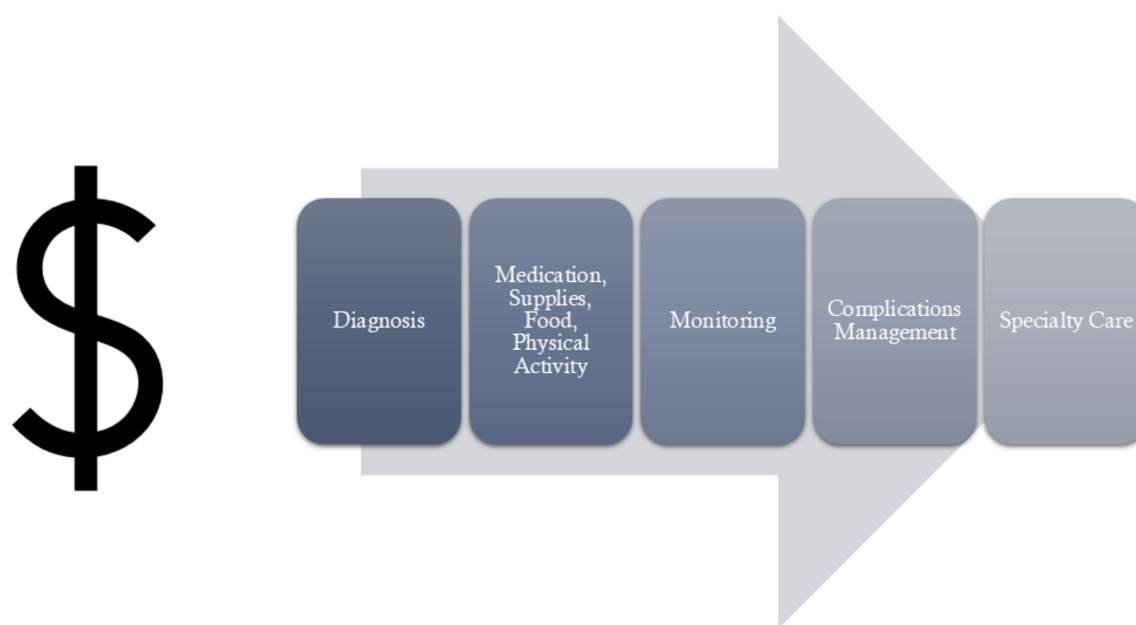 $
Diagnosis
Medication,
Supplies,
Food,
Physical
Activity
Monitoring
Complications
Management
Specialty Care